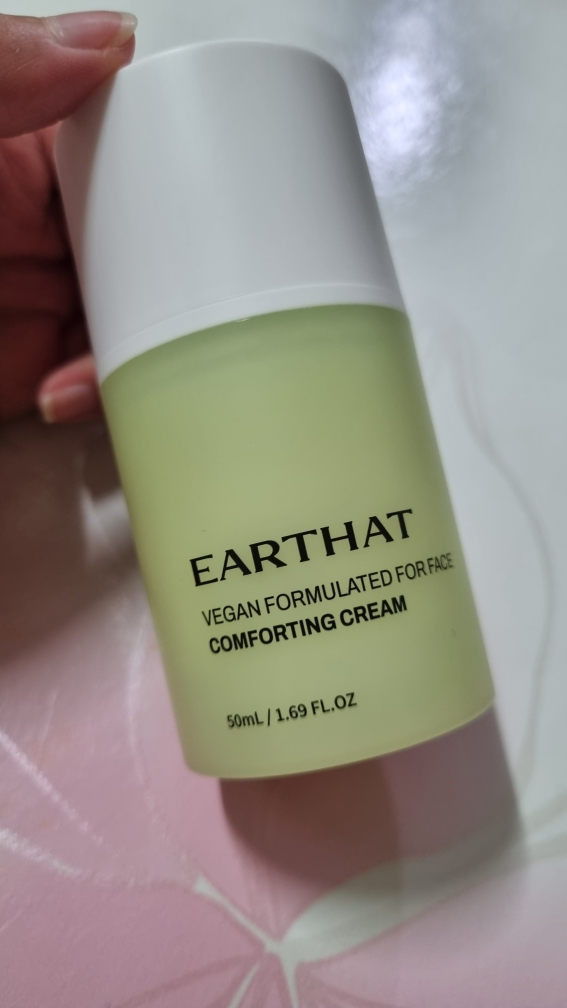 EARTHAT
VEGAN FORMULATED FOR FACE
COMFORTING CREAM
50mL / 1.69 FL.OZ